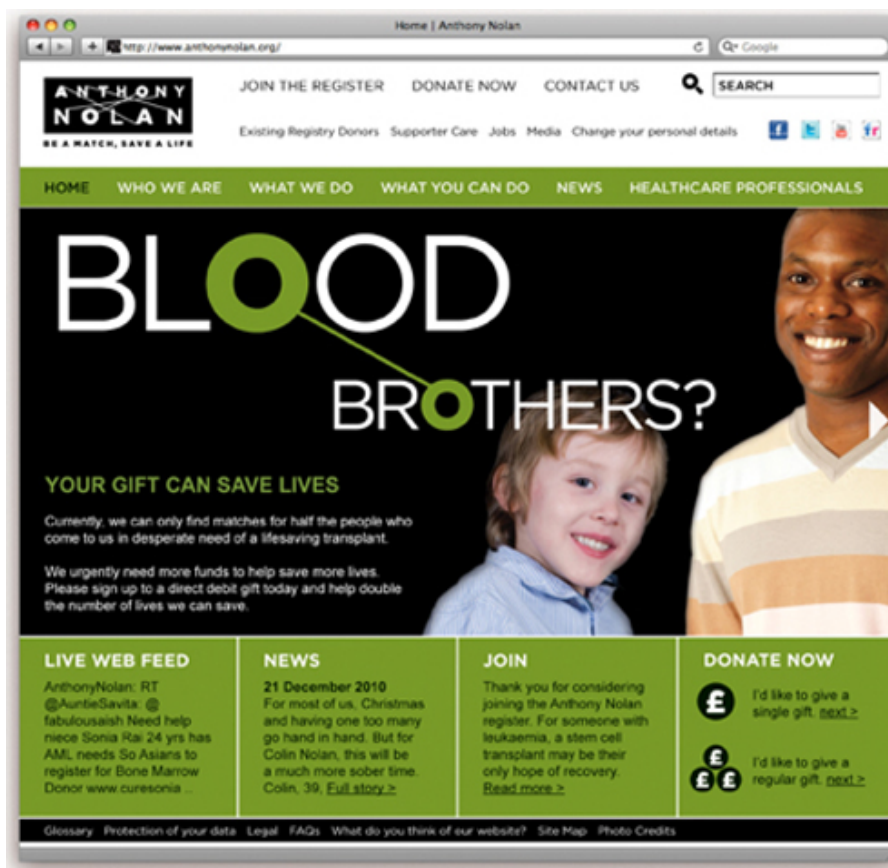 Home | Anthony Nolan
http://www.anthonynolan.org/
Google
ANTHONY
NOLAN
BE A MATCH, SAVE A LIFE
JOIN THE REGISTER DONATE NOW CONTACT US SEARCH
Existing Registry Donors Supporter Care Jobs Media Change your personal details
HOME WHO WE ARE WHAT WE DO WHAT YOU CAN DO NEWS HEALTHCARE PROFESSIONALS
BLOOD
BROTHERS?
YOUR GIFT CAN SAVE LIVES
Currently, we can only find matches for half the people who
come to us in desperate need of a lifesaving transplant.
We urgently need more funds to help save more lives.
Please sign up to a direct debit gift today and help double
the number of lives we can save.
LIVE WEB FEED
AnthonyNolan: RT
@AuntieSavita: @
fabulousaish Need help
niece Sonia Rai 24 yrs has
AML needs So Asians to
register for Bone Marrow
Donor www.curesonia ..
NEWS
21 December 2010
For most of us, Christmas
and having one too many
go hand in hand. But for
Colin Nolan, this will be
a much more sober time.
Colin, 39, Full story >
JOIN
Thank you for considering
joining the Anthony Nolan
register. For someone with
leukaemia, a stem cell
transplant may be their
only hope of recovery.
Read more >
DONATE NOW
£
I'd like to give a
single gift. next >
£
££
I'd like to give a
regular gift. next >
Glossary Protection of your data Legal FAQs What do you think of our website? Site Map Photo Credits